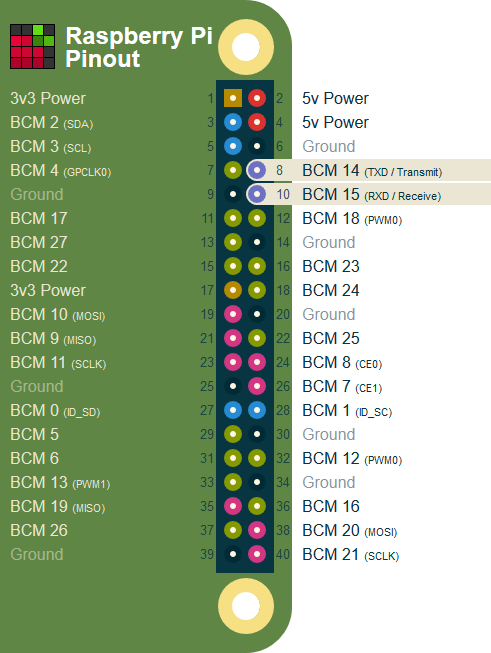 Raspberry Pi
Pinout
3v3 Power 1 2 5v Power
BCM 2 (SDA) 3 4 5v Power
BCM 3 (SCL) 5 6 Ground
BCM 4 (GPCLK0) 7 8 BCM 14 (TXD / Transmit)
Ground 9 10 BCM 15 (RXD / Receive)
BCM 17 11 12 BCM 18 (PWM0)
BCM 27 13 14 Ground
BCM 22 15 16 BCM 23
3v3 Power 17 18 BCM 24
BCM 10 (MOSI) 19 20 Ground
BCM 9 (MISO) 21 22 BCM 25
BCM 11 (SCLK) 23 24 BCM 8 (CE0)
Ground 25 26 BCM 7 (CE1)
BCM 0 (ID_SD) 27 28 BCM 1 (ID_SC)
BCM 5 29 30 Ground
BCM 6 31 32 BCM 12 (PWM0)
BCM 13 (PWM1) 33 34 Ground
BCM 19 (MISO) 35 36 BCM 16
BCM 26 37 38 BCM 20 (MOSI)
Ground 39 40 BCM 21 (SCLK)